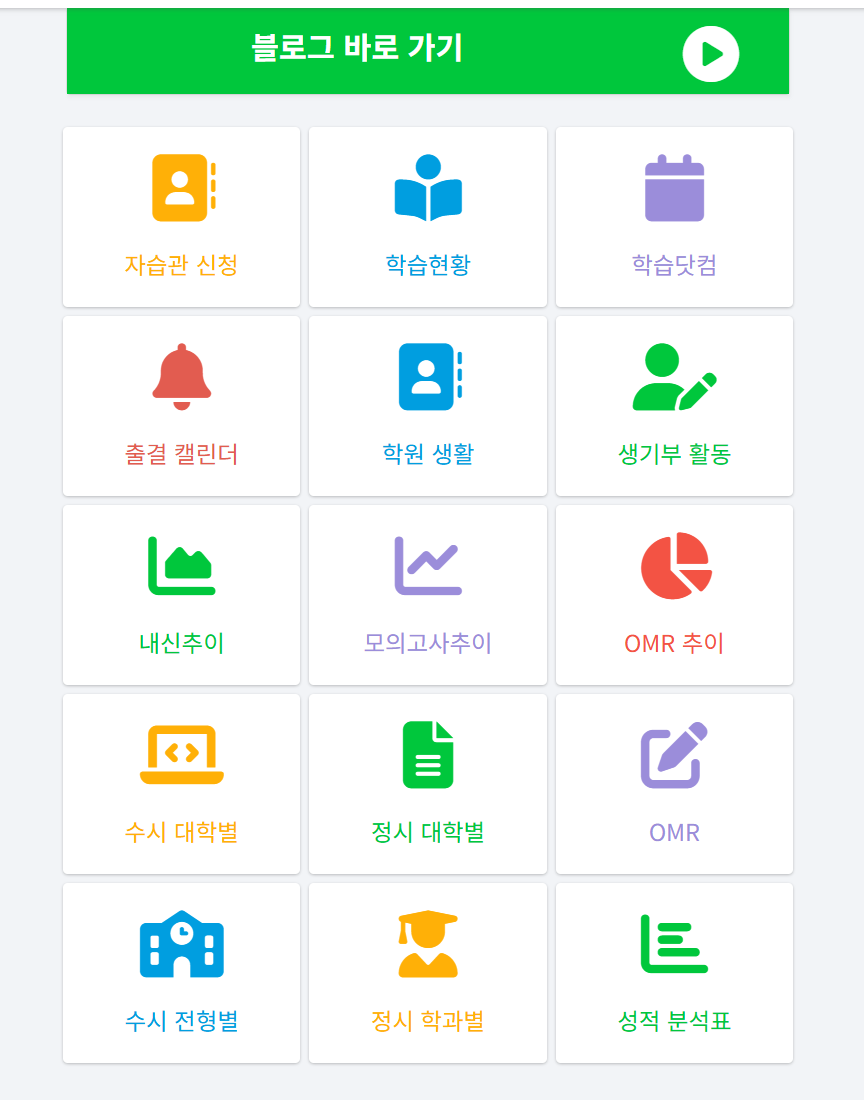 블로그 바로 가기
자습관 신청
학습현황
학습닷컴
출결 캘린더
학원 생활
생기부 활동
내신추이
모의고사추이
OMR 추이
수시 대학별
정시 대학별
OMR
수시 전형별
정시 학과별
성적 분석표